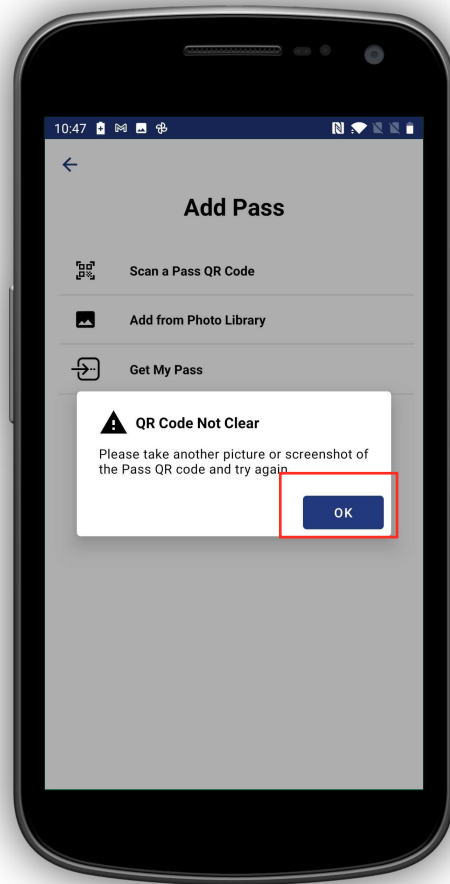 10:47
Add Pass
Scan a Pass QR Code
Add from Photo Library
Get My Pass
QR Code Not Clear
Please take another picture or screenshot of
the Pass QR code and try again.
OK